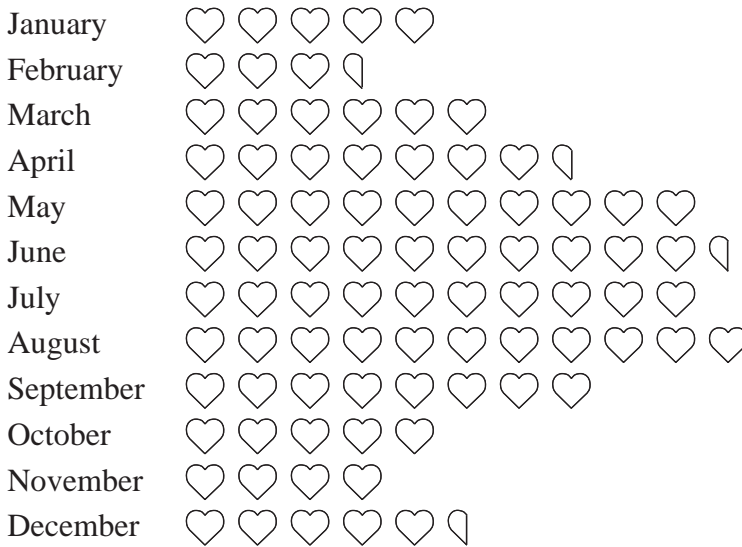 January
February
March
April
May
June
July
August
September
October
November
December